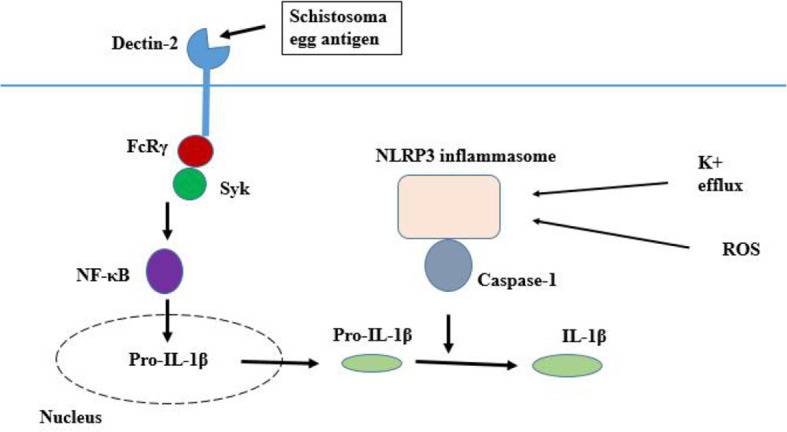 Schistosoma
egg antigen
Dectin-2
FcRγ
Syk
NLRP3 inflammasome
K+
efflux
ROS
NF-κB
Caspase-1
Pro-IL-1β
Pro-IL-1β
IL-1β
Nucleus